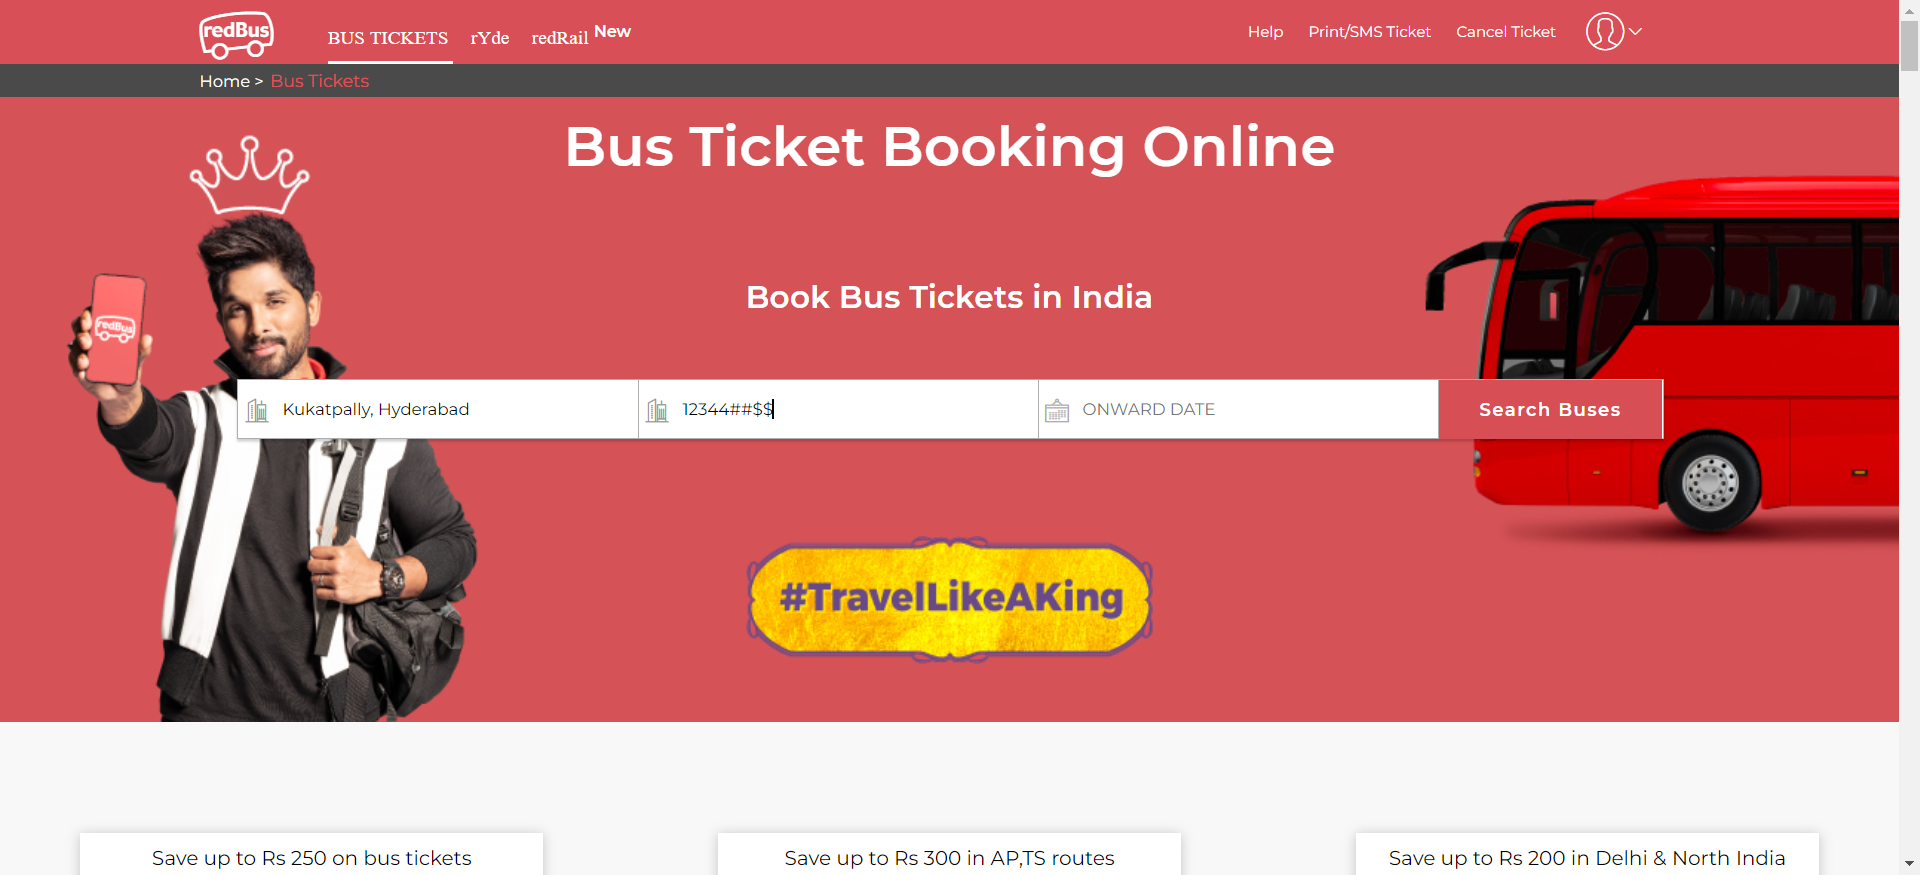 redBus
BUS TICKETS rYde redRail New
Help Print/SMS Ticket Cancel Ticket
Home > Bus Tickets
Bus Ticket Booking Online
Book Bus Tickets in India
redBus
Kukatpally, Hyderabad
12344##$$
ONWARD DATE
Search Buses
#TravelLikeAKing
Save up to Rs 250 on bus tickets
Save up to Rs 300 in AP,TS routes
Save up to Rs 200 in Delhi & North India